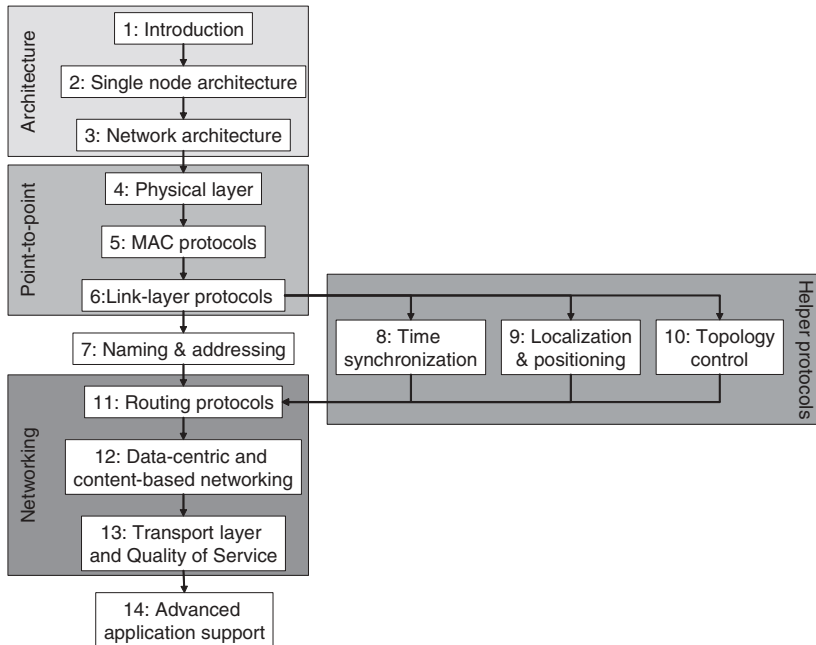 Architecture
1: Introduction
2: Single node architecture
3: Network architecture
Point-to-point
4: Physical layer
5: MAC protocols
6:Link-layer protocols
7: Naming & addressing
Helper protocols
8: Time
synchronization
9: Localization
& positioning
10: Topology
control
Networking
11: Routing protocols
12: Data-centric and
content-based networking
13: Transport layer
and Quality of Service
14: Advanced
application support